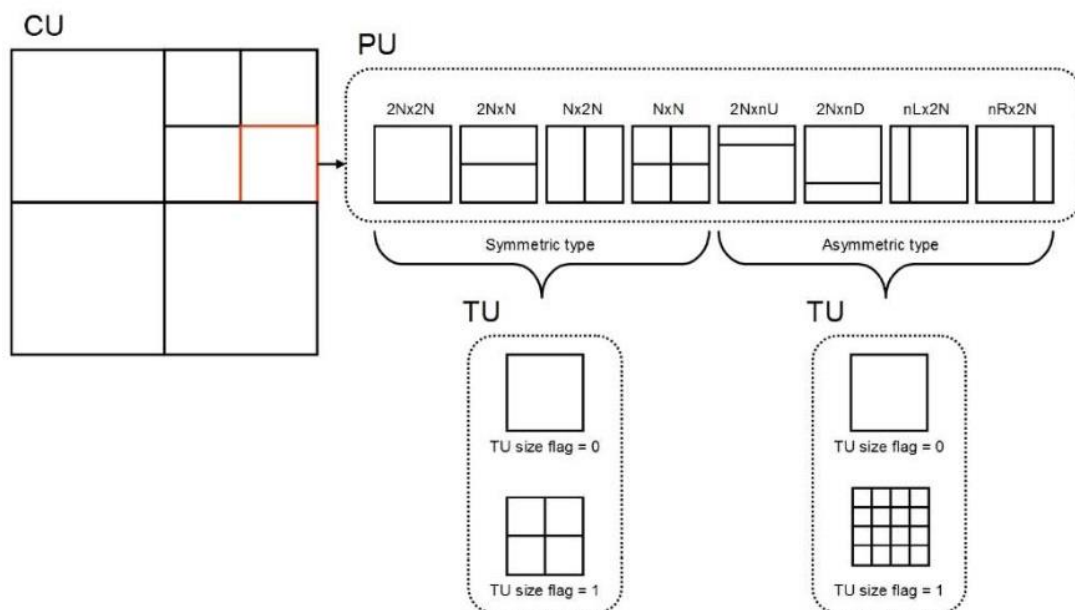 CU
PU
2Nx2N 2NxN Nx2N NxN 2NxnU 2NxnD nLx2N nRx2N
Symmetric type Asymmetric type
TU TU
TU size flag = 0 TU size flag = 0
TU size flag = 1 TU size flag = 1